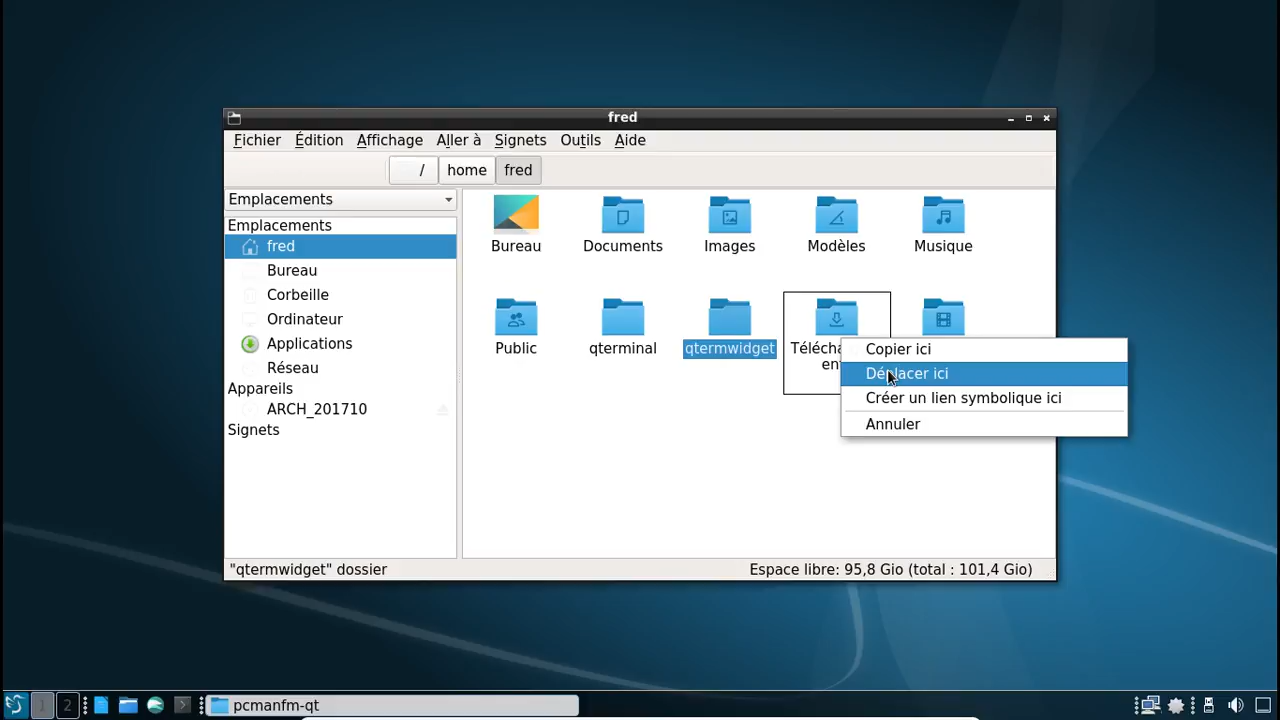 fred
Fichier Édition Affichage Aller à Signets Outils Aide
/ home fred
Emplacements
Emplacements
fred
Bureau
Corbeille
Ordinateur
Applications
Réseau
Appareils
ARCH_201710
Signets
Bureau Documents Images Modèles Musique
Public qterminal qtermwidget
Copier ici
Déplacer ici
Créer un lien symbolique ici
Annuler
"qtermwidget" dossier Espace libre: 95,8 Gio (total : 101,4 Gio)
1 2 pcmanfm-qt